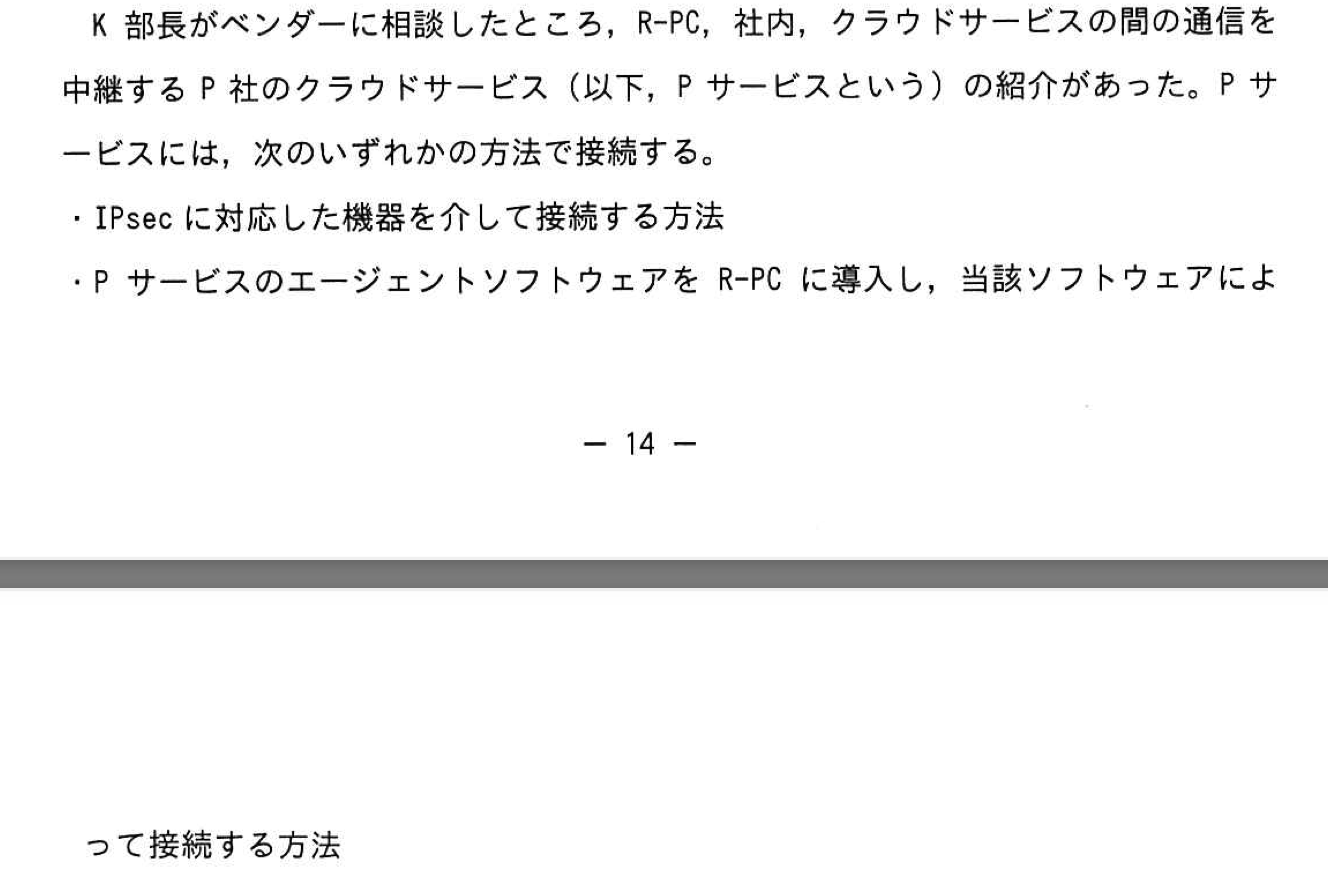 K 部長がベンダーに相談したところ，R-PC，社内，クラウドサービスの間の通信を
中継する P 社のクラウドサービス（以下，P サービスという）の紹介があった。P サ
ービスには，次のいずれかの方法で接続する。
・IPsec に対応した機器を介して接続する方法
・P サービスのエージェントソフトウェアを R-PC に導入し，当該ソフトウェアによ
－ 14 －
って接続する方法